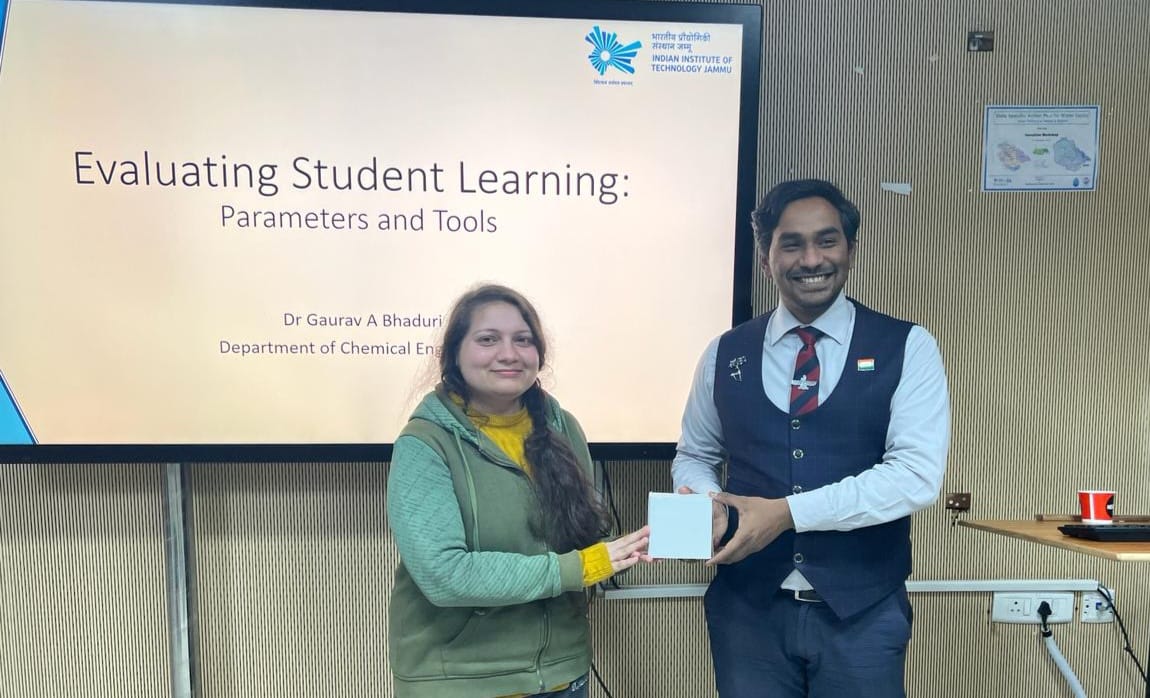 भारतीय प्रौद्योगिकी
संस्थान जम्मू
INDIAN INSTITUTE OF
TECHNOLOGY JAMMU
Evaluating Student Learning:
Parameters and Tools
Dr Gaurav A Bhaduri
Department of Chemical Eng